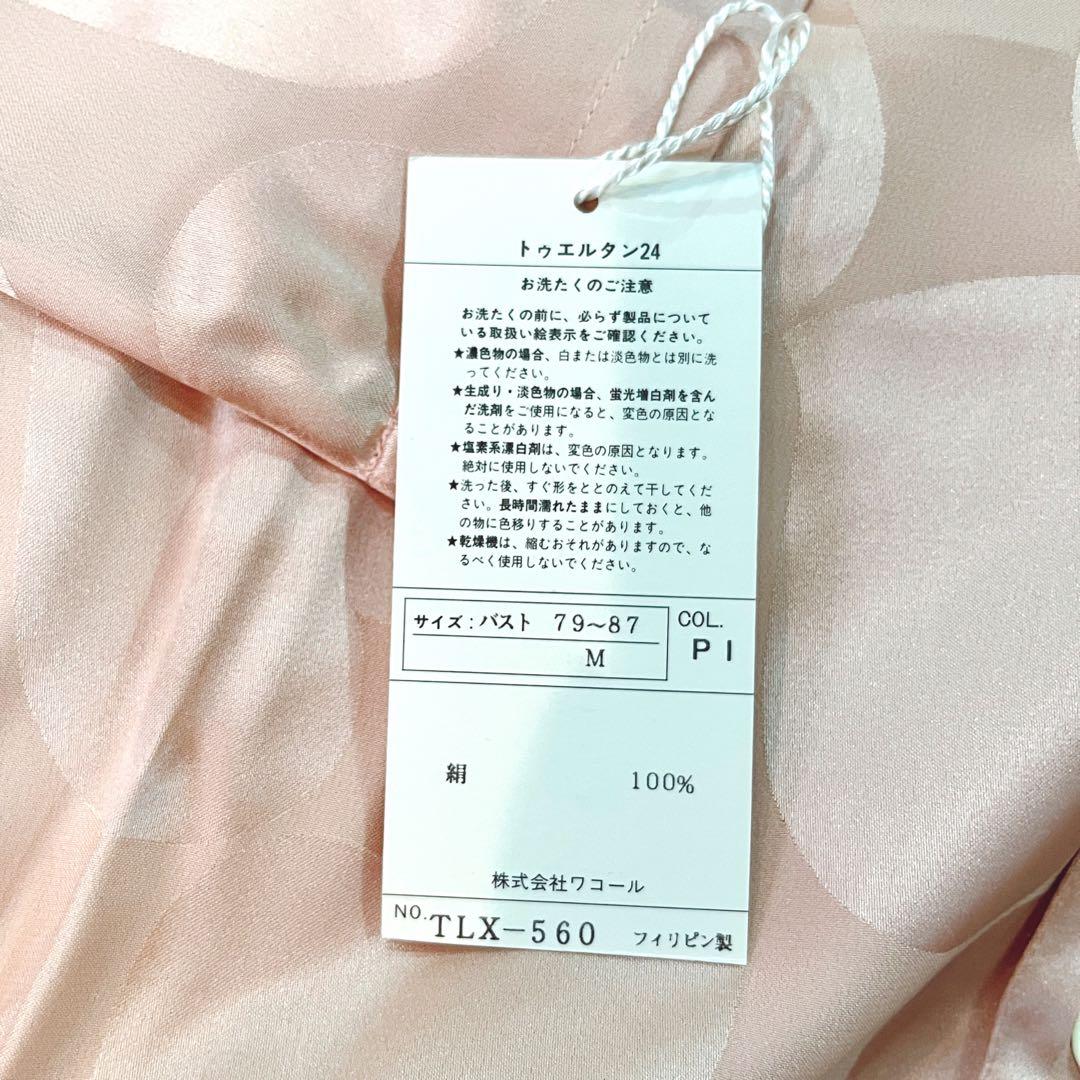 トゥエルタン24
お洗たくのご注意
お洗たくの前に、必らず製品について
いる取扱い絵表示をご確認ください。
★濃色物の場合、白または淡色物とは別に洗
ってください。
★生成り・淡色物の場合、蛍光増白剤を含ん
だ洗剤をご使用になると、変色の原因とな
ることがあります。
★塩素系漂白剤は、変色の原因となります。
絶対に使用しないでください。
★洗った後、すぐ形をととのえて干してくだ
さい。長時間濡れたままにしておくと、他
の物に色移りすることがあります。
★乾燥機は、縮むおそれがありますので、な
るべく使用しないでください。
サイズ:バスト 79~87
M
COL.
PI
絹 100%
株式会社ワコール
NO. TLX-560 フィリピン製